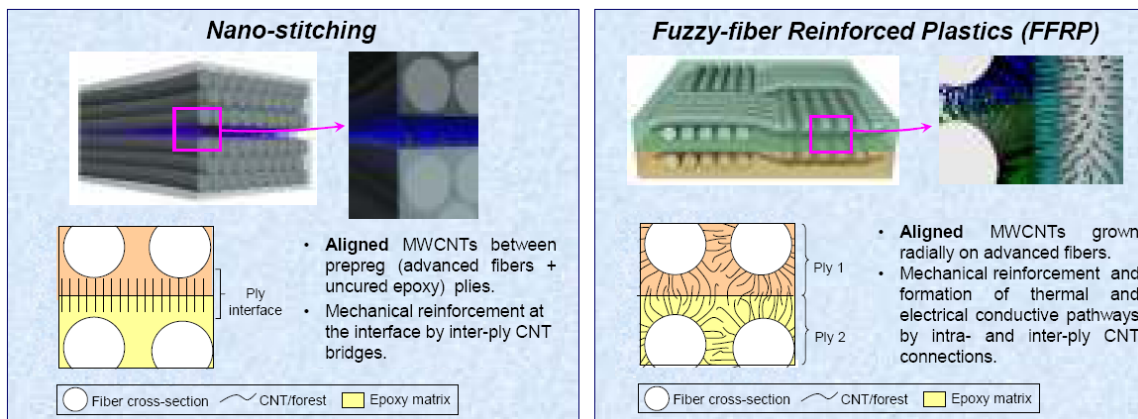 Nano-stitching
Ply
interface
• Aligned MWCNTs between
prepreg (advanced fibers +
uncured epoxy) plies.
• Mechanical reinforcement at
the interface by inter-ply CNT
bridges.
Fiber cross-section CNT/forest Epoxy matrix
Fuzzy-fiber Reinforced Plastics (FFRP)
Ply 1
Ply 2
• Aligned MWCNTs grown
radially on advanced fibers.
• Mechanical reinforcement and
formation of thermal and
electrical conductive pathways
by intra- and inter-ply CNT
connections.
Fiber cross-section CNT/forest Epoxy matrix